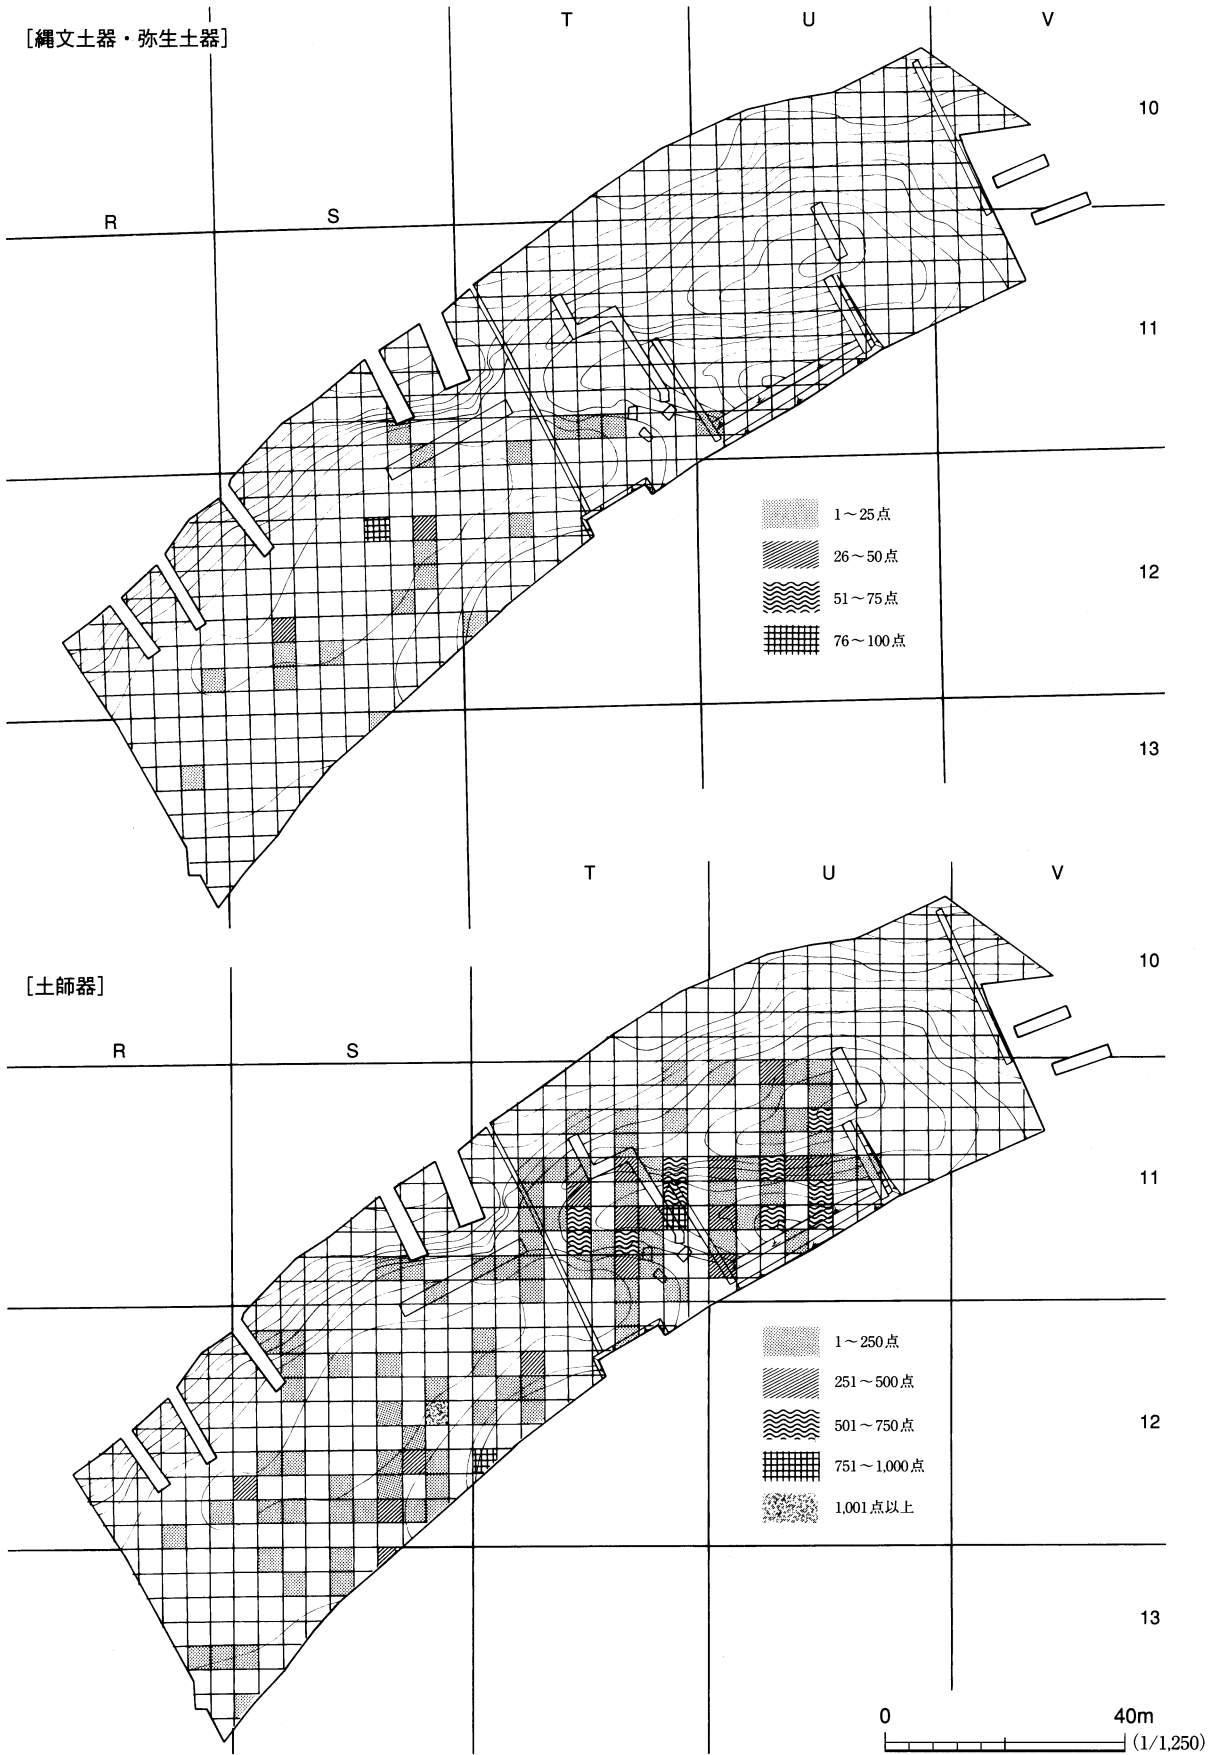 [縄文土器・弥生土器]
T U V
10
R S
11
1～25点
26～50点
51～75点
76～100点
12
13
[土師器]
T U V
10
R S
11
1～250点
251～500点
501～750点
751～1,000点
1,001点以上
12
13
0 40m
(1/1,250)